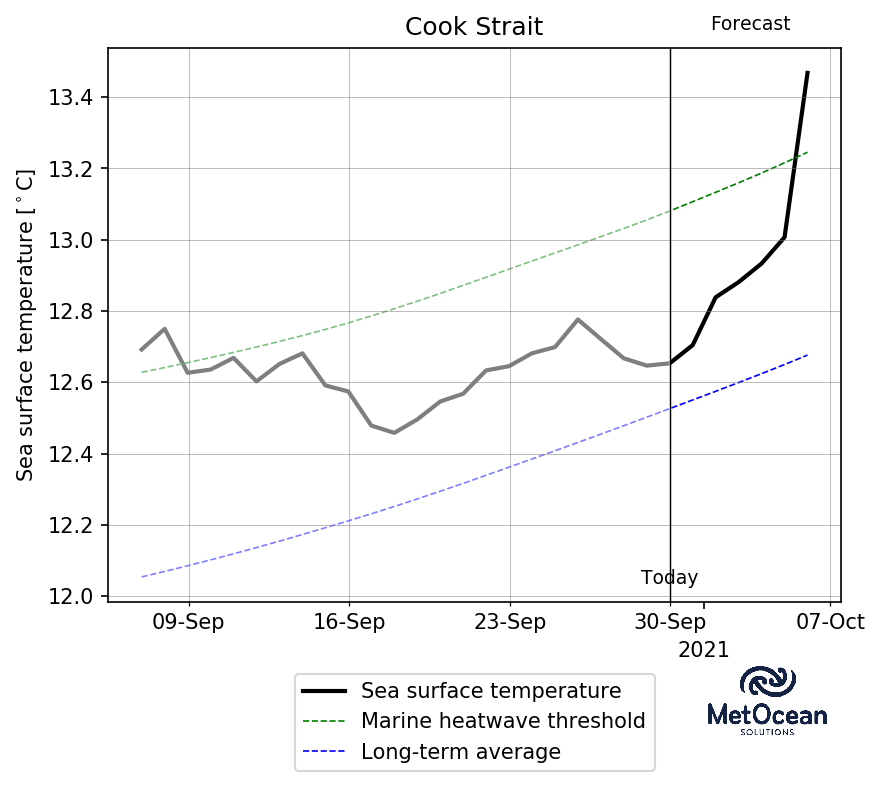 Cook Strait
Forecast
Sea surface temperature [°C]
13.4
13.2
13.0
12.8
12.6
12.4
12.2
12.0
Today
09-Sep
16-Sep
23-Sep
30-Sep
07-Oct
2021
Sea surface temperature
Marine heatwave threshold
Long-term average
MetOcean
SOLUTIONS